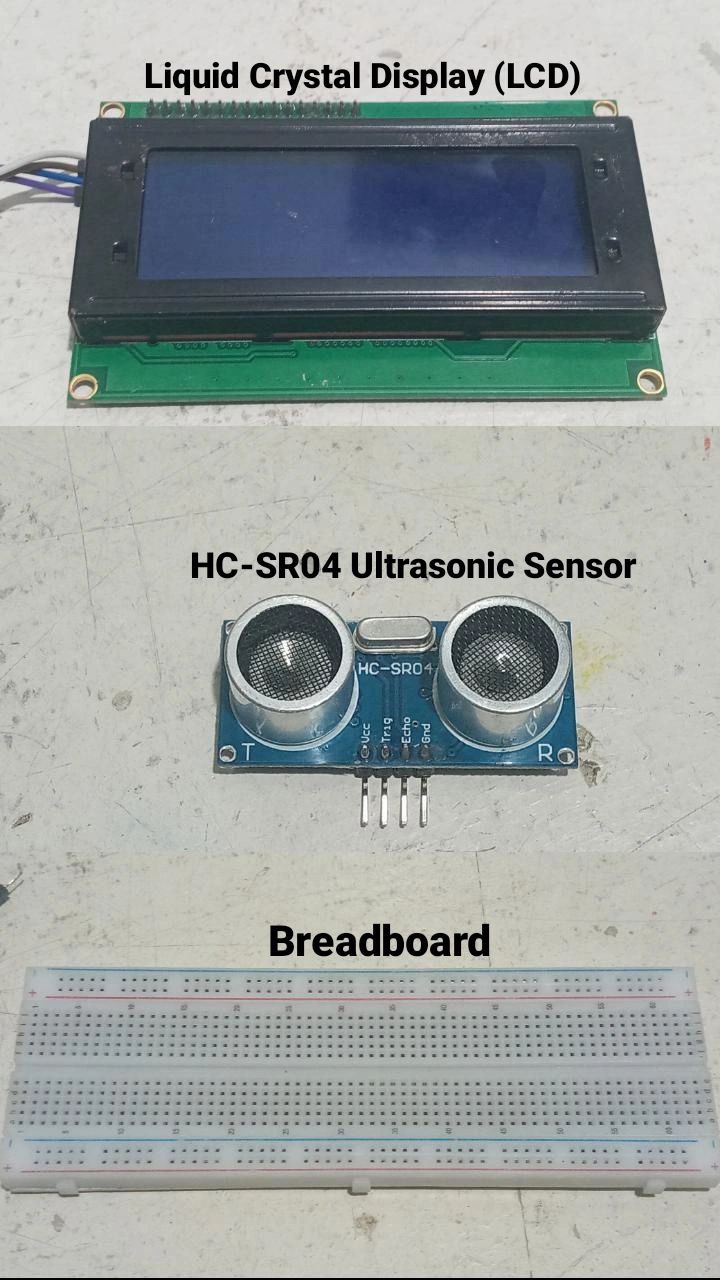 Liquid Crystal Display (LCD)
HC-SR04 Ultrasonic Sensor
HC-SR04
Vcc
Trig
Echo
Gnd
T
R
Breadboard